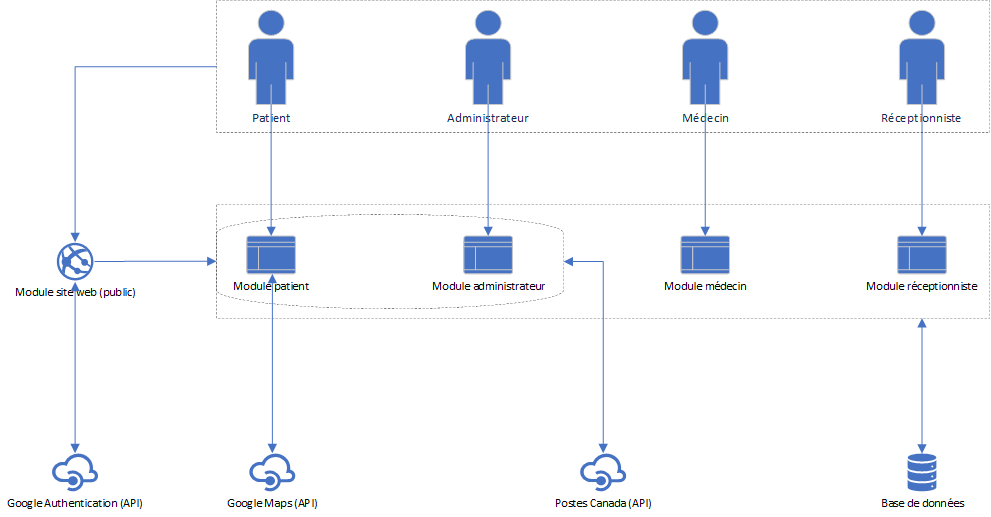 Patient
Administrateur
Médecin
Réceptionniste
Module site web (public)
Module patient
Module administrateur
Module médecin
Module réceptionniste
Google Authentication (API)
Google Maps (API)
Postes Canada (API)
Base de données